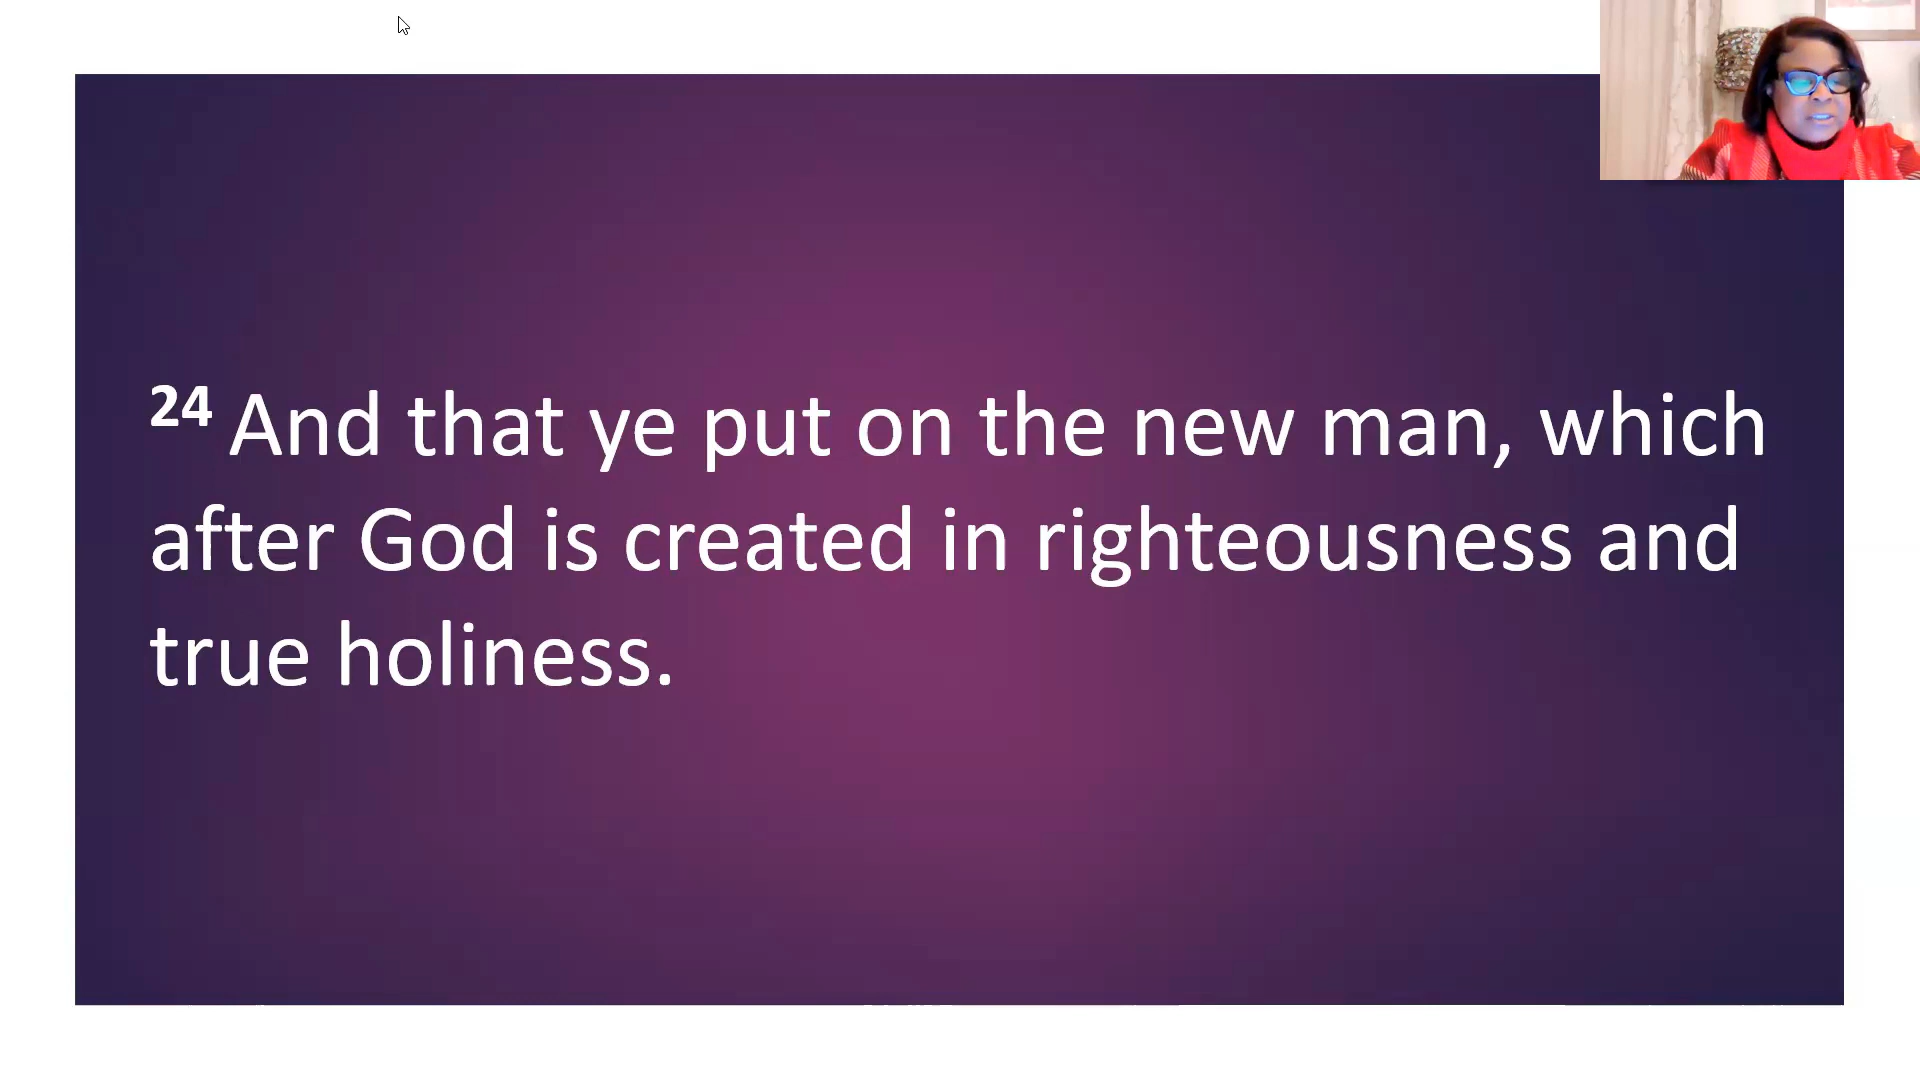 24 And that ye put on the new man, which
after God is created in righteousness and
true holiness.